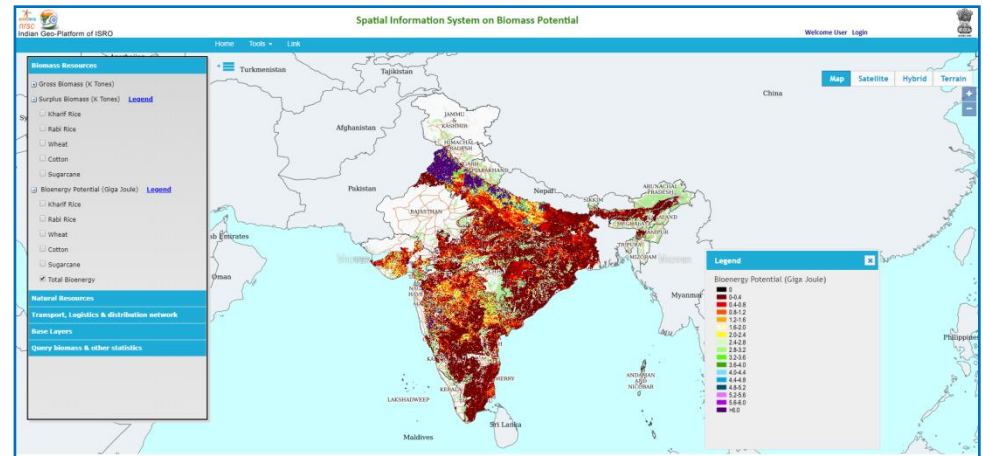 nrsc
Indian Geo-Platform of ISRO
Spatial Information System on Biomass Potential
Welcome User Login
Home Tools Link
Biomass Resources
Gross Biomass (K Tones)
Surplus Biomass (K Tones) Legend
Kharif Rice
Rabi Rice
Wheat
Cotton
Sugarcane
Bioenergy Potential (Giga Joule) Legend
Kharif Rice
Rabi Rice
Wheat
Cotton
Sugarcane
Total Bioenergy
Natural Resources
Transport, Logistics & distribution network
Base Layers
Query biomass & other statistics
Map Satellite Hybrid Terrain
+
-
Turkmenistan
Tajikistan
China
Afghanistan
JAMMU
&
KASHMIR
HIMACHAL
PRADESH
UTTARAKHAND
Pakistan
Nepal
ARUNACHAL
PRADESH
SIKKIM
RAJASTHAN
MEGHALAYA
TRIPURA
MIZORAM
Oman
Myanmar
ANDAMAN
AND
NICOBAR
KERALA
LAKSHADWEEP
Sri Lanka
Maldives
Philippines
Legend
x
Bioenergy Potential (Giga Joule)
0
0-0.4
0.4-0.8
0.8-1.2
1.2-1.6
1.6-2.0
2.0-2.4
2.4-2.8
2.8-3.2
3.2-3.6
3.6-4.0
4.0-4.4
4.4-4.8
4.8-5.2
5.2-5.6
5.6-6.0
>6.0